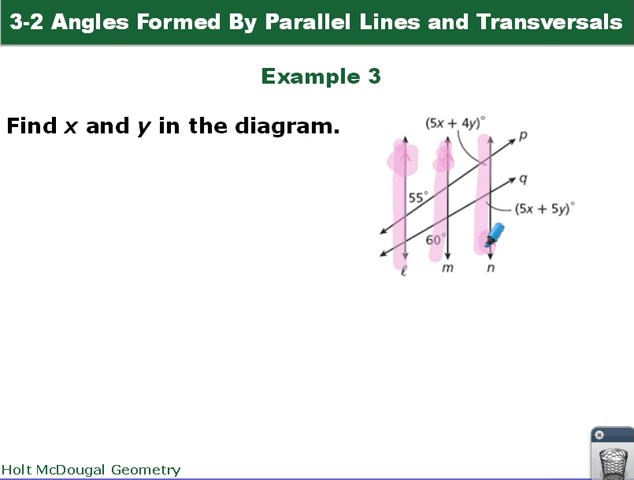 3-2 Angles Formed By Parallel Lines and Transversals
Example 3
Find x and y in the diagram.
(5x + 4y)°
p
q
55°
(5x + 5y)°
60°
ℓ m n
Holt McDougal Geometry